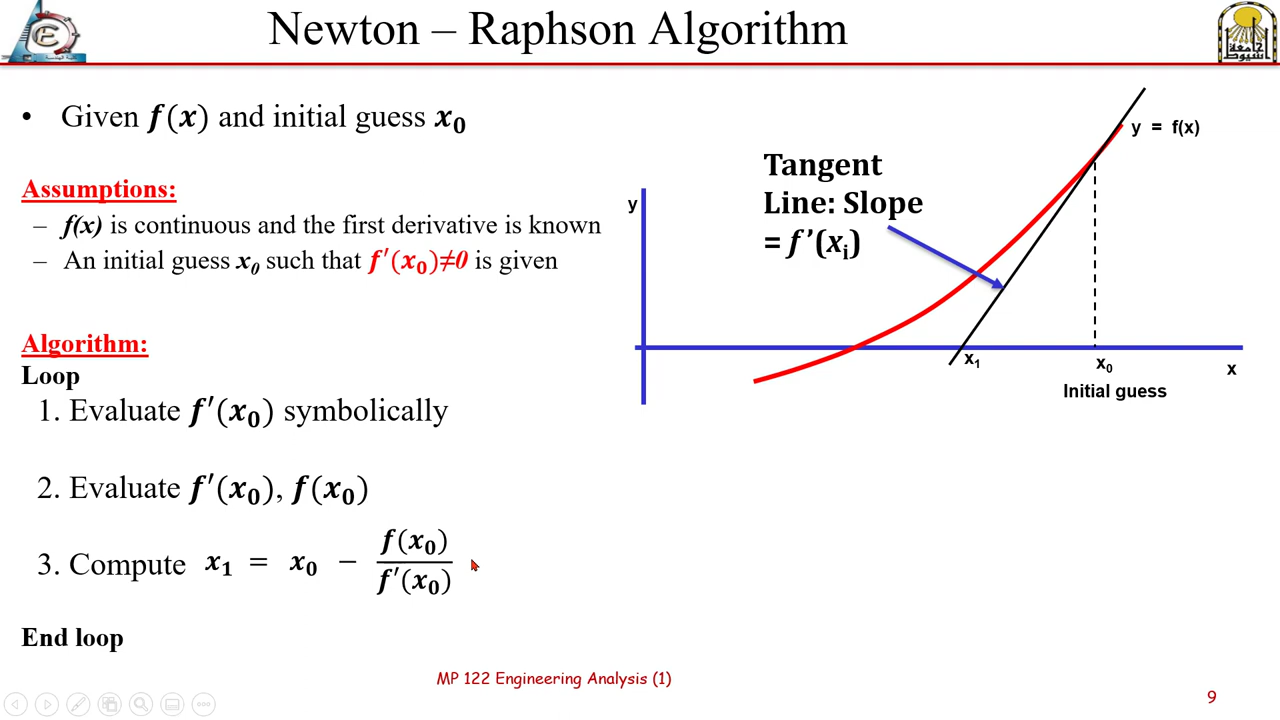 Newton – Raphson Algorithm
جامعة أسيوط
• Given f(x) and initial guess x₀
Assumptions:
– f(x) is continuous and the first derivative is known
– An initial guess x₀ such that f′(x₀)≠0 is given
Algorithm:
Loop
1. Evaluate f′(x₀) symbolically
2. Evaluate f′(x₀), f(x₀)
3. Compute x₁ = x₀ − f(x₀) / f′(x₀)
End loop
Tangent
Line: Slope
= f’(xᵢ)
y = f(x)
y
x₁
x₀
x
Initial guess
MP 122 Engineering Analysis (1)
9